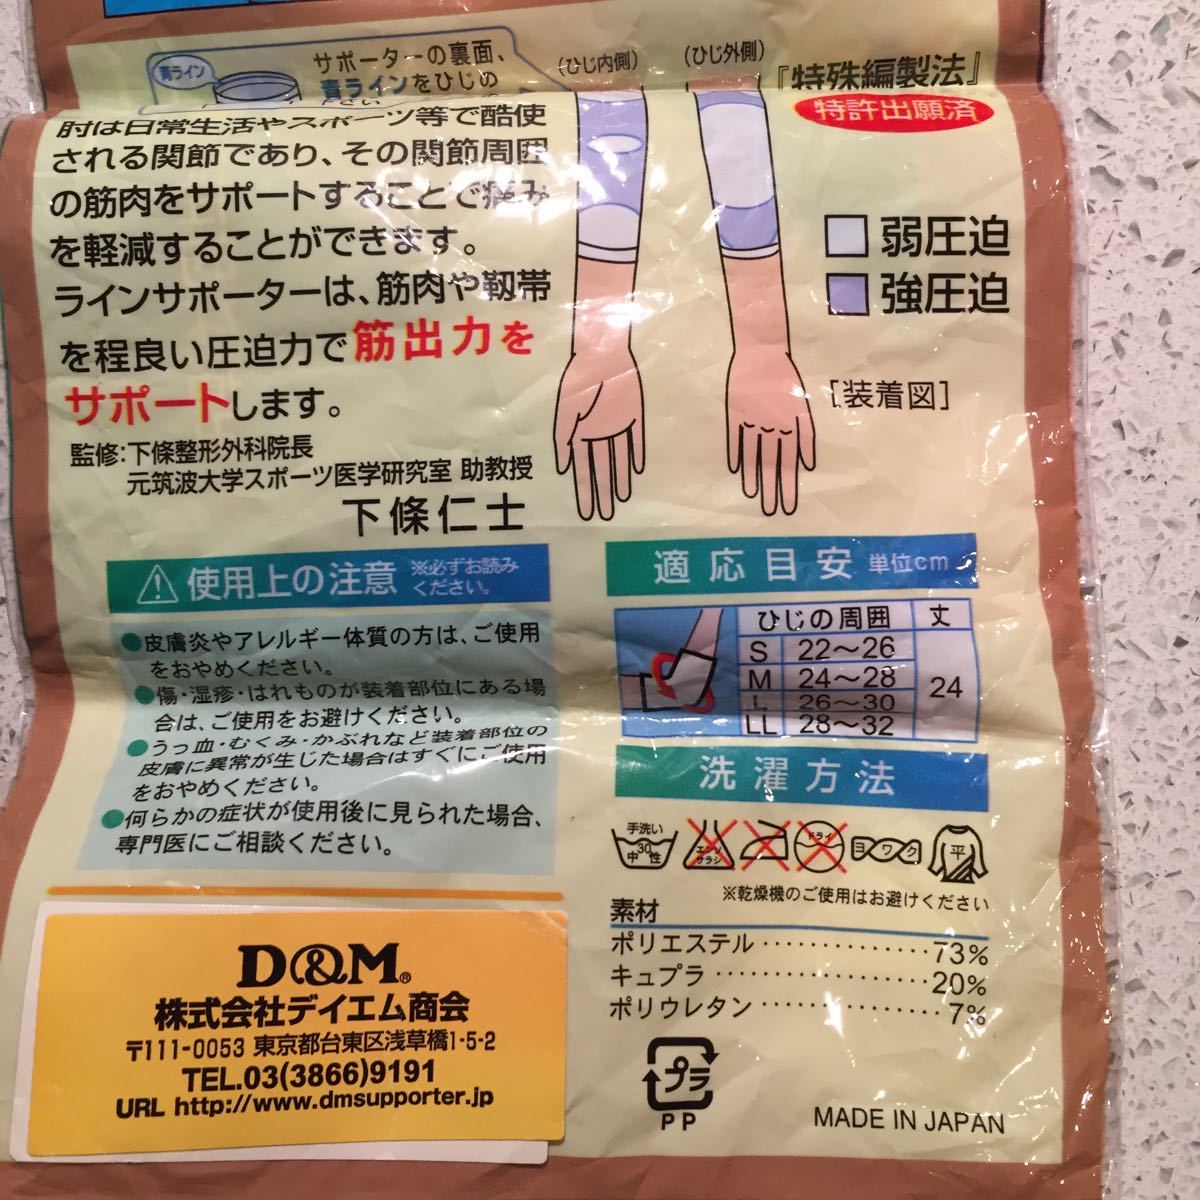 サポーターの裏面、
青ライン
青ラインをひじの
(ひじ内側)
(ひじ外側)
『特殊編製法』
特許出願済
肘は日常生活やスポーツ等で酷使
される関節であり、その関節周囲
の筋肉をサポートすることで痛み
を軽減することができます。
ラインサポーターは、筋肉や靱帯
を程良い圧迫力で筋出力を
サポートします。
監修:下條整形外科院長
元筑波大学スポーツ医学研究室 助教授
下條仁士
弱圧迫
強圧迫
[装着図]
使用上の注意 ※必ずお読み
ください。
●皮膚炎やアレルギー体質の方は、ご使用
をおやめください。
●傷・湿疹・はれものが装着部位にある場
合は、ご使用をお避けください。
●うっ血・むくみ・かぶれなど装着部位の
皮膚に異常が生じた場合はすぐにご使用
をおやめください。
●何らかの症状が使用後に見られた場合、
専門医にご相談ください。
適応目安 単位cm
ひじの周囲 丈
S 22〜26
M 24〜28
L 26〜30
LL 28〜32
24
洗濯方法
手洗い
30
中性
エンソ
サラシ
ドライ
ヨワク
平
※乾燥機のご使用はお避けください
素材
ポリエステル・・・・・・・・・・・・・・73%
キュプラ・・・・・・・・・・・・・・・・・・20%
ポリウレタン・・・・・・・・・・・・・・・7%
プラ
PP
MADE IN JAPAN
D&M®
株式会社デイエム商会
〒111-0053 東京都台東区浅草橋1-5-2
TEL.03(3866)9191
URL http://www.dmsupporter.jp